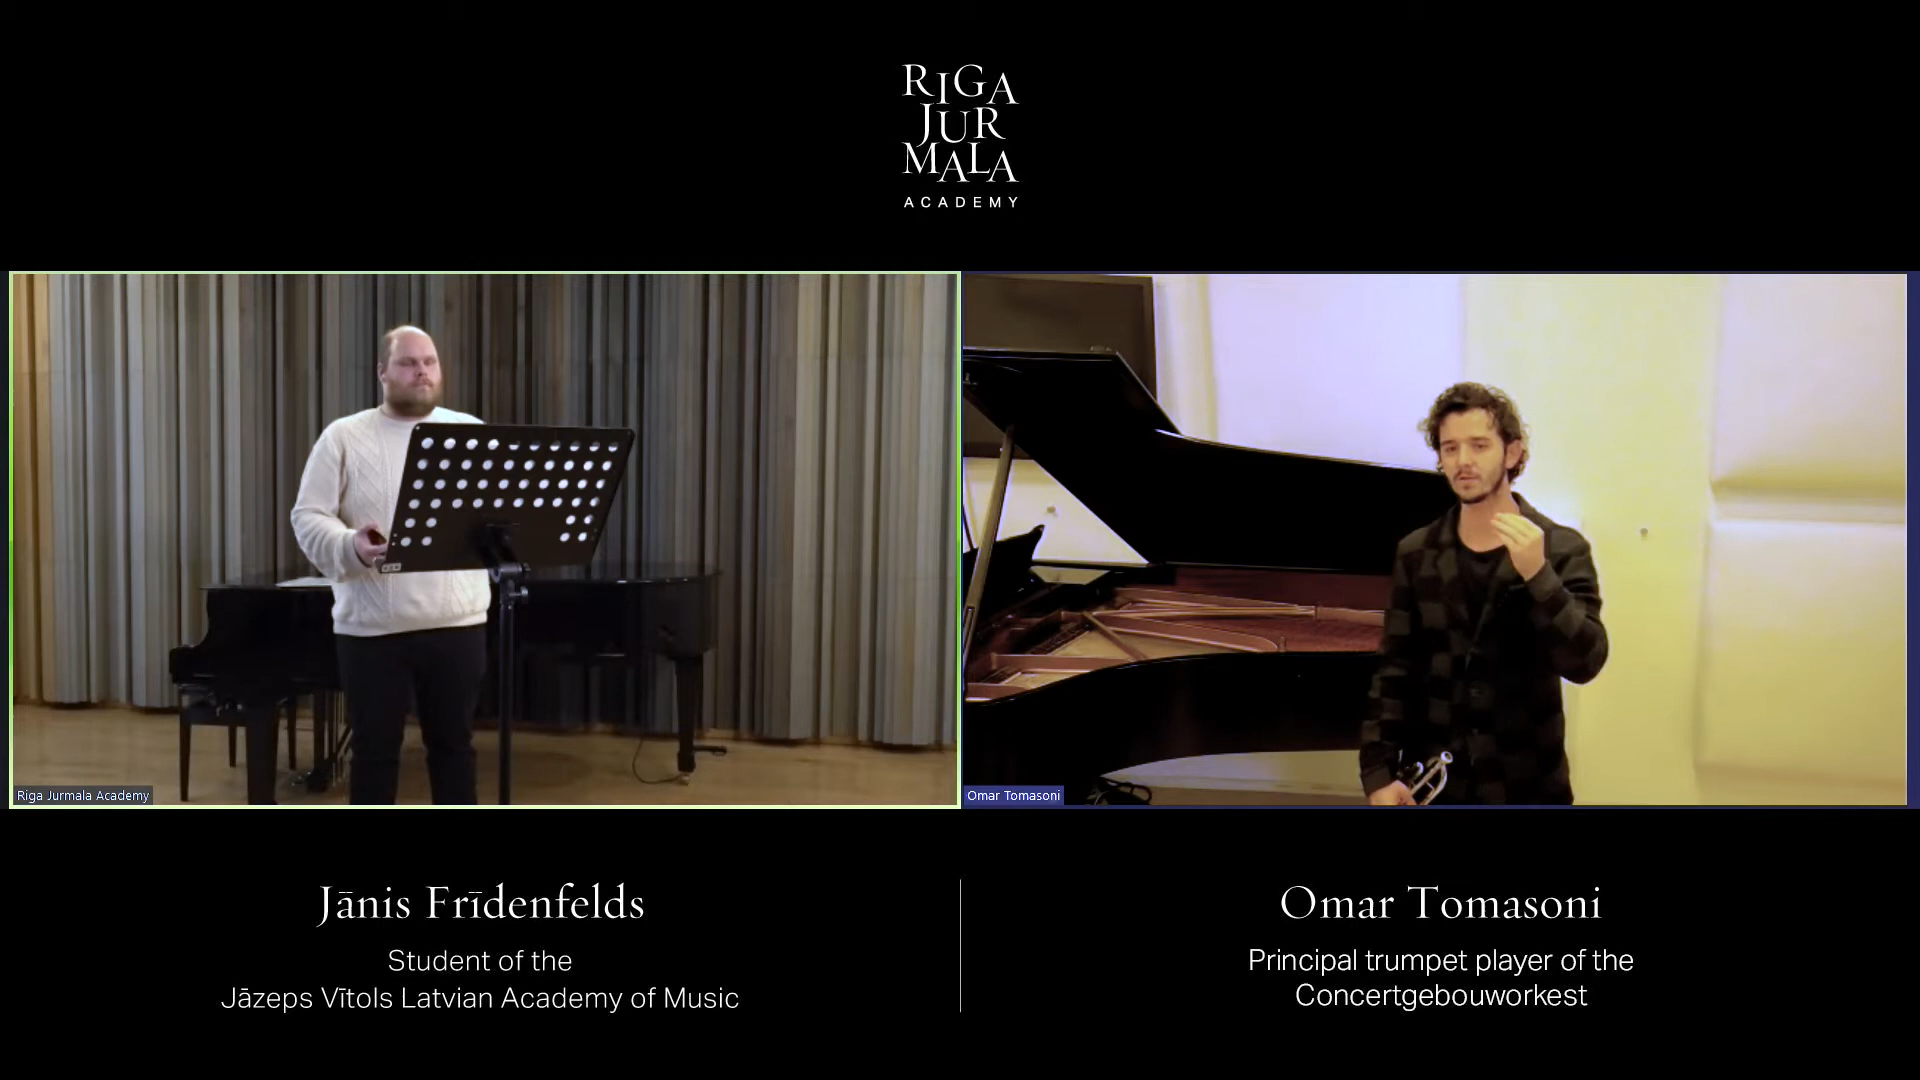 RIGA
JUR
MALA
ACADEMY
Riga Jurmala Academy
Omar Tomasoni
Jānis Frīdenfelds
Student of the
Jāzeps Vītols Latvian Academy of Music
Omar Tomasoni
Principal trumpet player of the
Concertgebouworkest